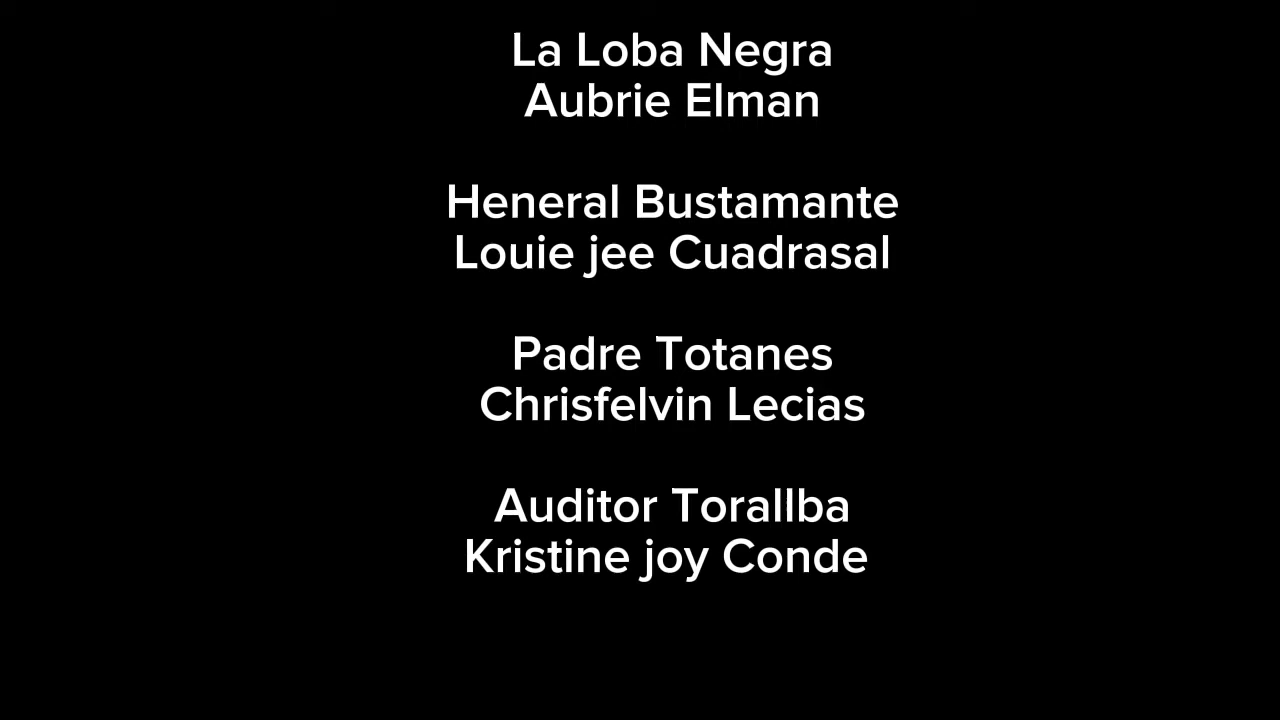 La Loba Negra
Aubrie Elman
Heneral Bustamante
Louie jee Cuadrasal
Padre Totanes
Chrisfelvin Lecias
Auditor Torallba
Kristine joy Conde